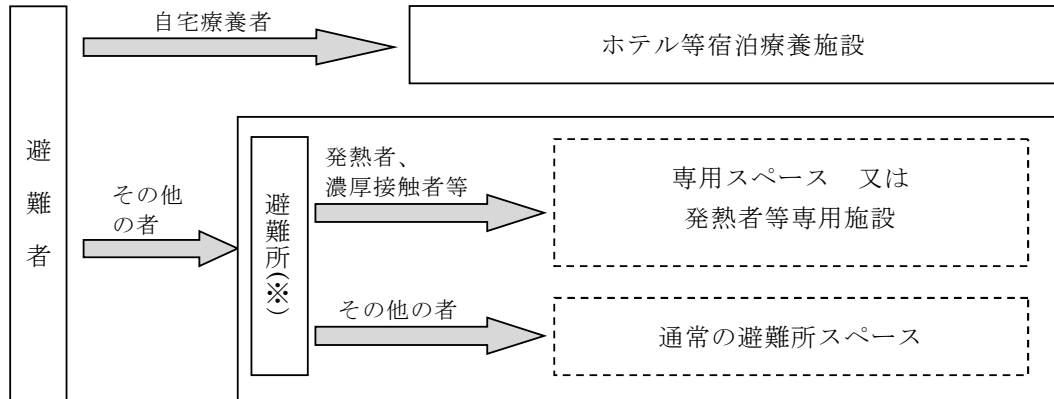 避難者
自宅療養者
ホテル等宿泊療養施設
その他
の者
避難所(※)
発熱者、
濃厚接触者等
専用スペース　又は
発熱者等専用施設
その他の者
通常の避難所スペース